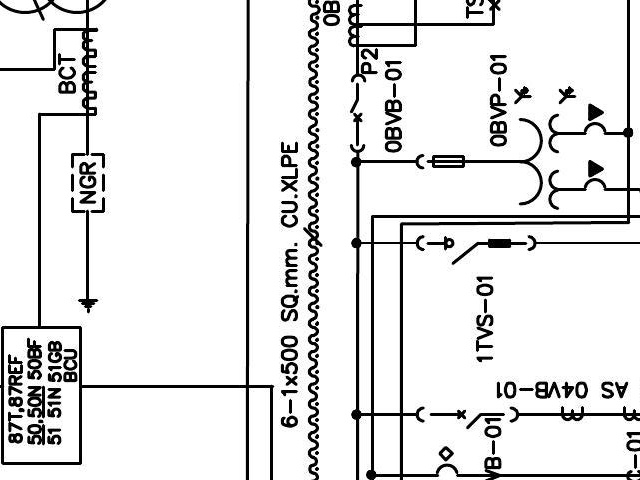 BCT
NGR
87T,87REF
50,50N 50BF
51 51N 51GB
BCU
6-1x500 SQ.mm. CU.XLPE
0B
P2
0BVB-01
TS
0BVP-01
1TVS-01
AS 04VB-01
VB-01
-01